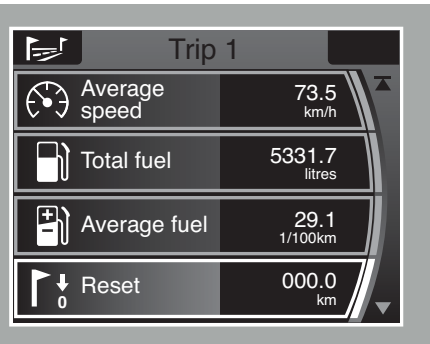 Trip 1
Average speed
73.5
km/h
Total fuel
5331.7
litres
Average fuel
29.1
1/100km
0
Reset
000.0
km